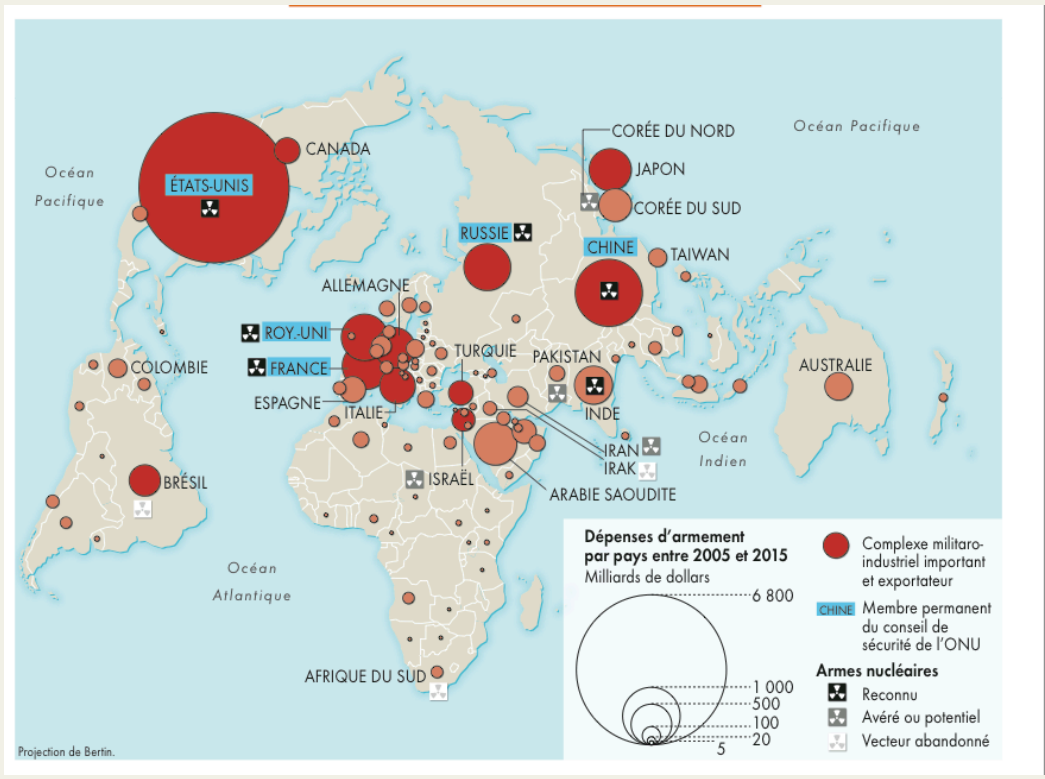 CORÉE DU NORD
Océan Pacifique
CANADA
JAPON
Océan
Pacifique
ÉTATS-UNIS
CORÉE DU SUD
RUSSIE
CHINE
TAIWAN
ALLEMAGNE
ROY.-UNI
TURQUIE
PAKISTAN
COLOMBIE
FRANCE
AUSTRALIE
ESPAGNE
ITALIE
INDE
Océan
Indien
IRAN
IRAK
BRÉSIL
ISRAËL
ARABIE SAOUDITE
Océan
Atlantique
AFRIQUE DU SUD
Dépenses d'armement
par pays entre 2005 et 2015
Milliards de dollars
6 800
1 000
500
100
20
5
Complexe militaro-
industriel important
et exportateur
CHINE
Membre permanent
du conseil de
sécurité de l'ONU
Armes nucléaires
Reconnu
Avéré ou potentiel
Vecteur abandonné
Projection de Bertin.